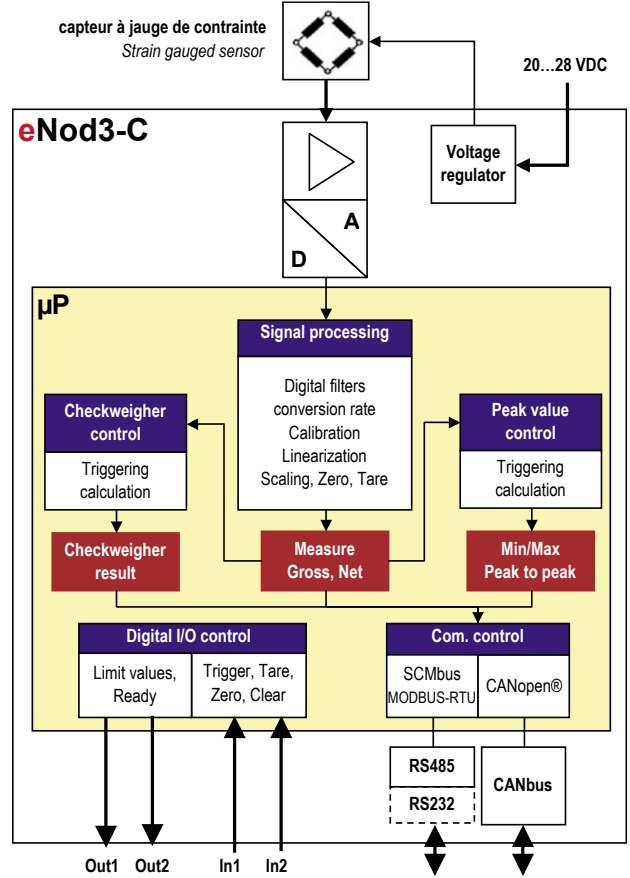 capteur à jauge de contrainte
Strain gauged sensor
20...28 VDC
eNod3-C
Voltage
regulator
A
D
µP
Signal processing
Digital filters
conversion rate
Calibration
Linearization
Scaling, Zero, Tare
Checkweigher
control
Triggering
calculation
Peak value
control
Triggering
calculation
Checkweigher
result
Measure
Gross, Net
Min/Max
Peak to peak
Digital I/O control
Limit values,
Ready
Trigger, Tare,
Zero, Clear
Com. control
SCMbus
MODBUS-RTU
CANopen®
RS485
RS232
CANbus
Out1
Out2
In1
In2